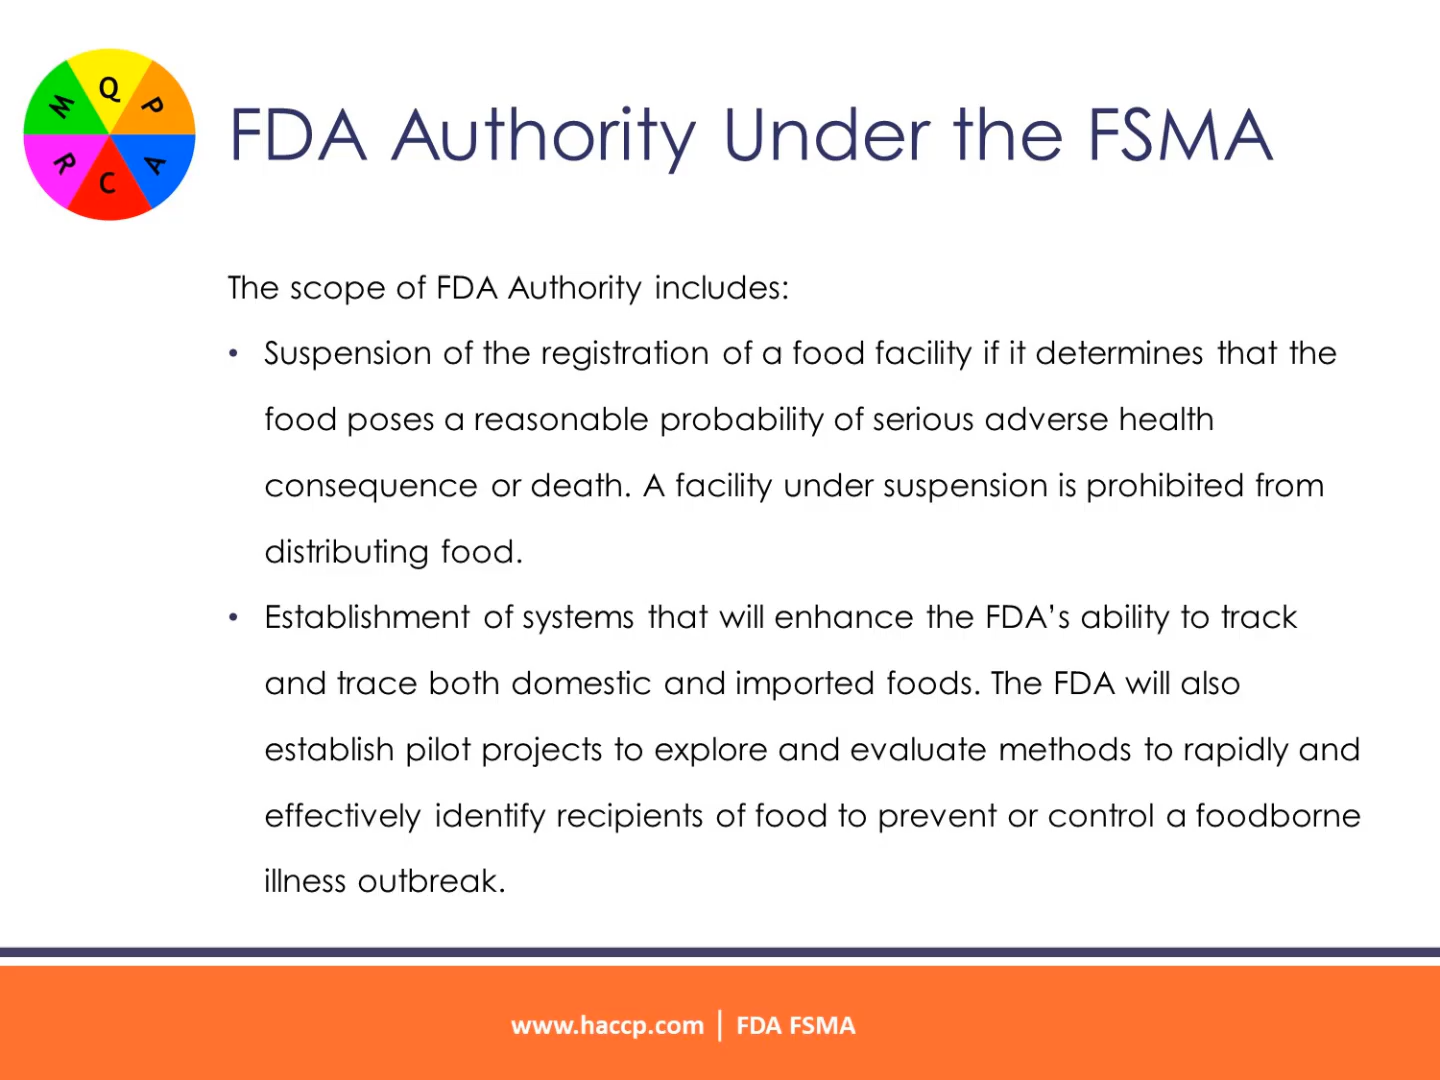 Q
M
P
R
A
C
FDA Authority Under the FSMA
The scope of FDA Authority includes:
• Suspension of the registration of a food facility if it determines that the
food poses a reasonable probability of serious adverse health
consequence or death. A facility under suspension is prohibited from
distributing food.
• Establishment of systems that will enhance the FDA’s ability to track
and trace both domestic and imported foods. The FDA will also
establish pilot projects to explore and evaluate methods to rapidly and
effectively identify recipients of food to prevent or control a foodborne
illness outbreak.
www.haccp.com | FDA FSMA